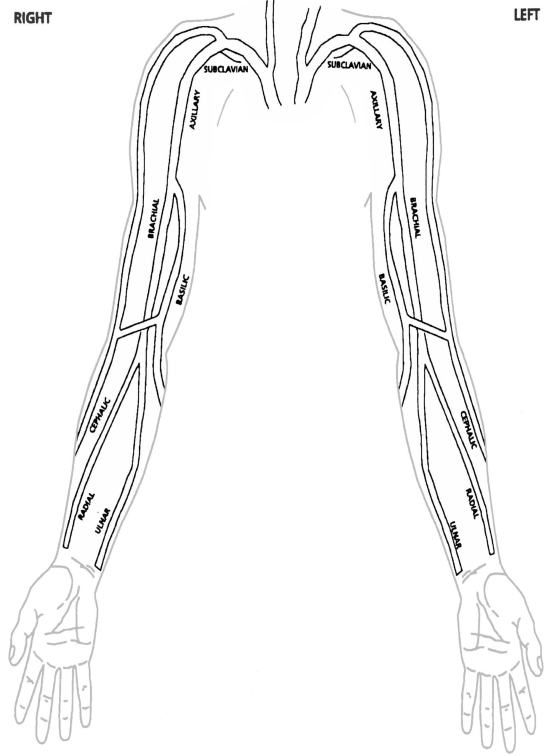 RIGHT
LEFT
SUBCLAVIAN
SUBCLAVIAN
AXILLARY
AXILLARY
BRACHIAL
BRACHIAL
BASILIC
BASILIC
CEPHALIC
CEPHALIC
RADIAL
RADIAL
ULNAR
ULNAR